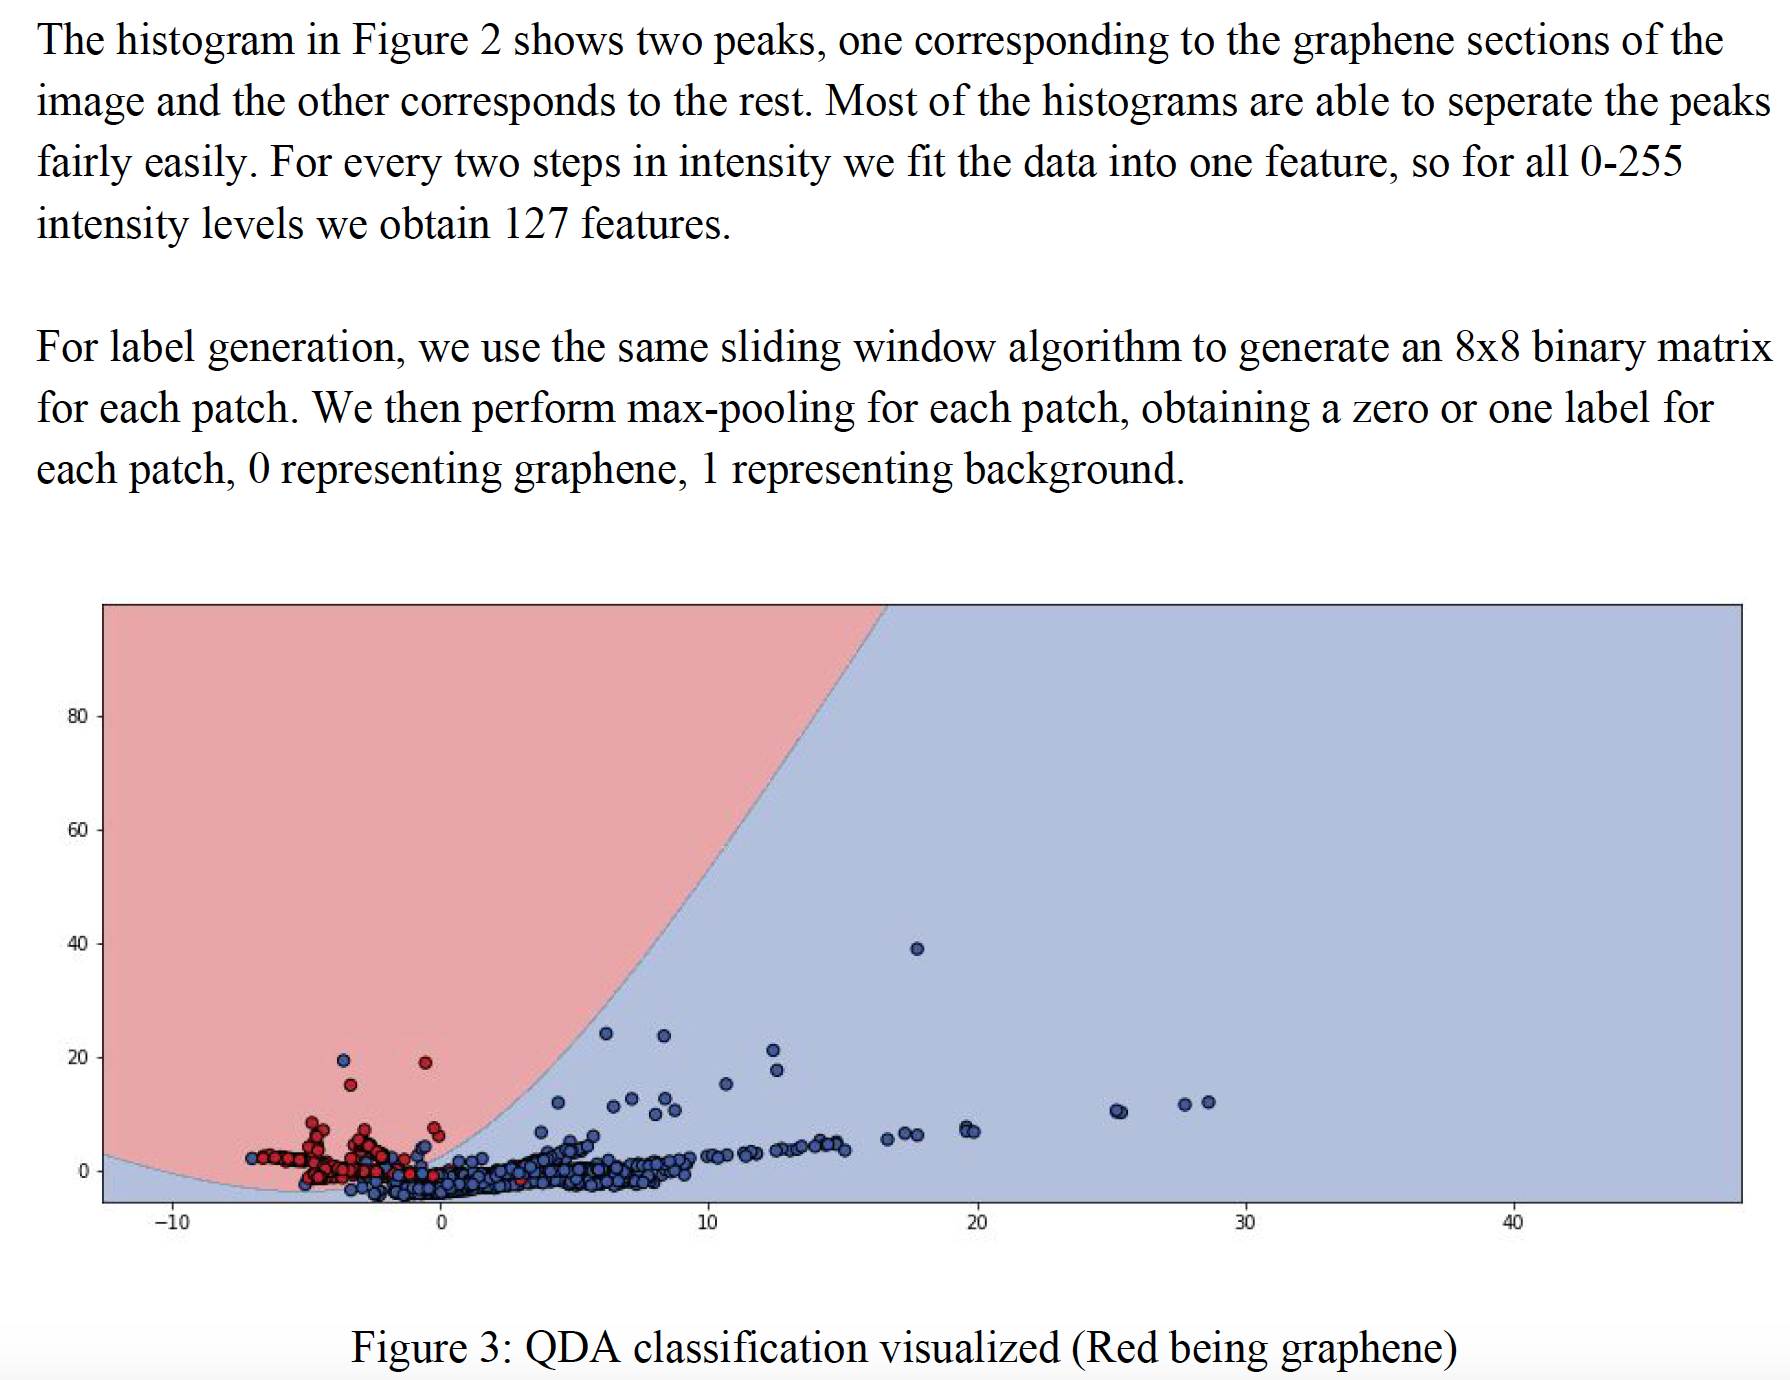 The histogram in Figure 2 shows two peaks, one corresponding to the graphene sections of the
image and the other corresponds to the rest. Most of the histograms are able to seperate the peaks
fairly easily. For every two steps in intensity we fit the data into one feature, so for all 0-255
intensity levels we obtain 127 features.
For label generation, we use the same sliding window algorithm to generate an 8x8 binary matrix
for each patch. We then perform max-pooling for each patch, obtaining a zero or one label for
each patch, 0 representing graphene, 1 representing background.
80
60
40
20
0
−10 0 10 20 30 40
Figure 3: QDA classification visualized (Red being graphene)